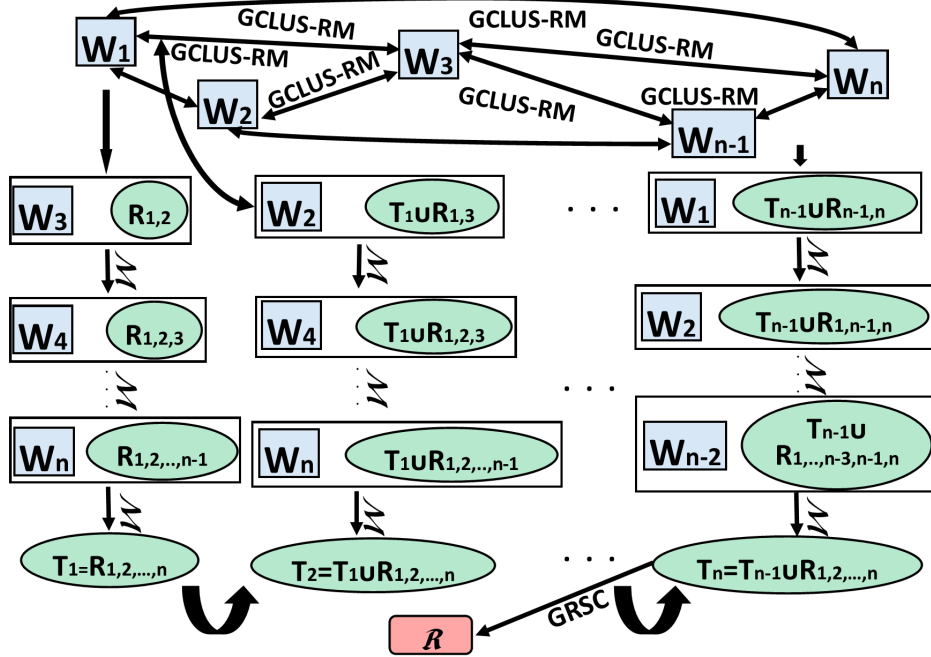 GCLUS-RM
W1 GCLUS-RM GCLUS-RM
GCLUS-RM W3 GCLUS-RM Wn
W2 GCLUS-RM GCLUS-RM
Wn-1
W3 R1,2 W2 T1∪R1,3 . . . W1 Tn-1∪Rn-1,n
𝓜 𝓜 𝓜
W4 R1,2,3 W4 T1∪R1,2,3 W2 Tn-1∪R1,n-1,n
𝓜 𝓜 . . . 𝓜
Wn R1,2,..,n-1 Wn T1∪R1,2,..,n-1 Wn-2 Tn-1∪
R1,..,n-3,n-1,n
𝓜 𝓜 𝓜
T1=R1,2,...,n T2=T1∪R1,2,...,n . . . Tn=Tn-1∪R1,2,...,n
GRSC
𝓡